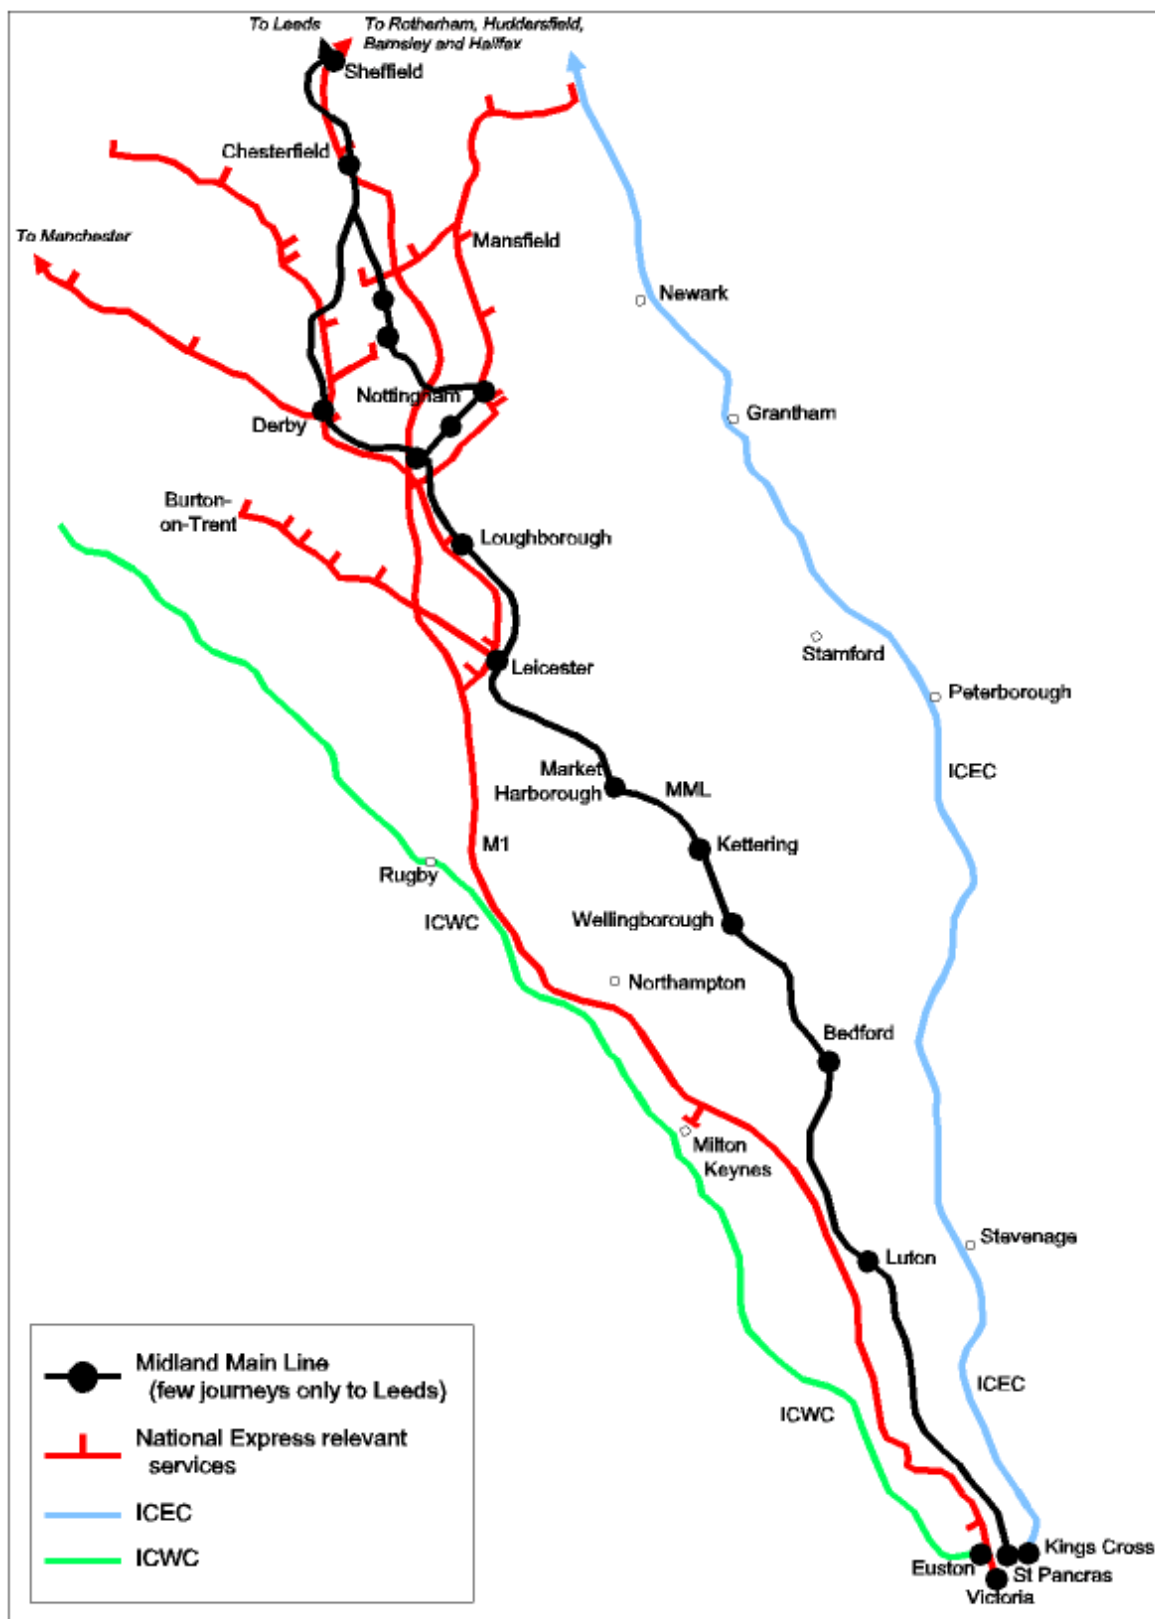 To Leeds
To Rotherham, Huddersfield,
Barnsley and Halifax
Sheffield
Chesterfield
To Manchester
Mansfield
Newark
Nottingham
Grantham
Derby
Burton-
on-Trent
Loughborough
Stamford
Leicester
Peterborough
Market
Harborough
MML
ICEC
M1
Kettering
Rugby
ICWC
Wellingborough
Northampton
Bedford
Milton
Keynes
Stevenage
Luton
ICEC
ICWC
Kings Cross
Euston
St Pancras
Victoria
Midland Main Line
(few journeys only to Leeds)
National Express relevant
services
ICEC
ICWC